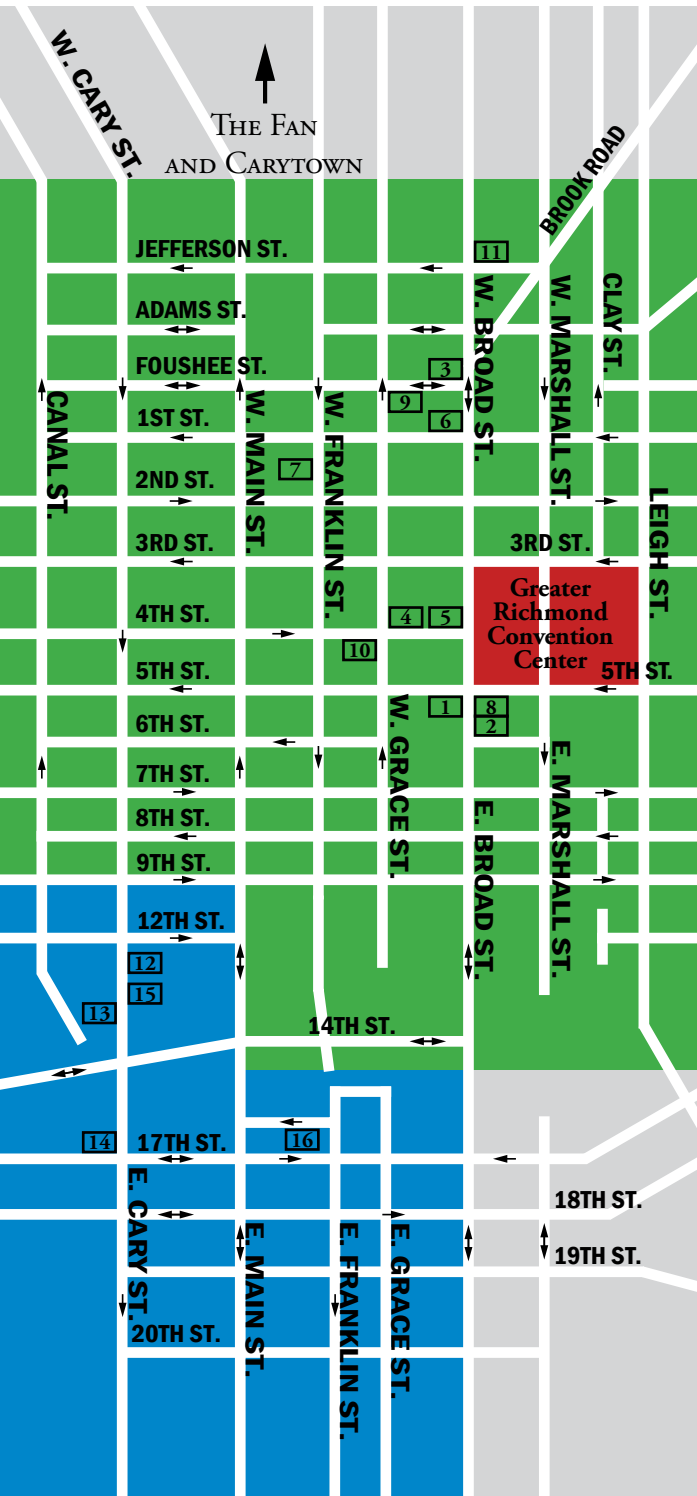 W. CARY ST.
THE FAN
AND CARYTOWN
BROOK ROAD
JEFFERSON ST.
11
ADAMS ST.
W. BROAD ST.
W. MARSHALL ST.
CLAY ST.
FOUSHEE ST.
3
CANAL ST.
W. MAIN ST.
W. FRANKLIN ST.
9
1ST ST.
6
7
2ND ST.
LEIGH ST.
3RD ST.
3RD ST.
Greater
Richmond
Convention
Center
4TH ST.
4
5
10
5TH ST.
5TH ST.
W. GRACE ST.
1
8
2
6TH ST.
E. MARSHALL ST.
7TH ST.
E. BROAD ST.
8TH ST.
9TH ST.
12TH ST.
12
15
13
14TH ST.
14
17TH ST.
16
E. CARY ST.
18TH ST.
E. MAIN ST.
E. FRANKLIN ST.
E. GRACE ST.
19TH ST.
20TH ST.